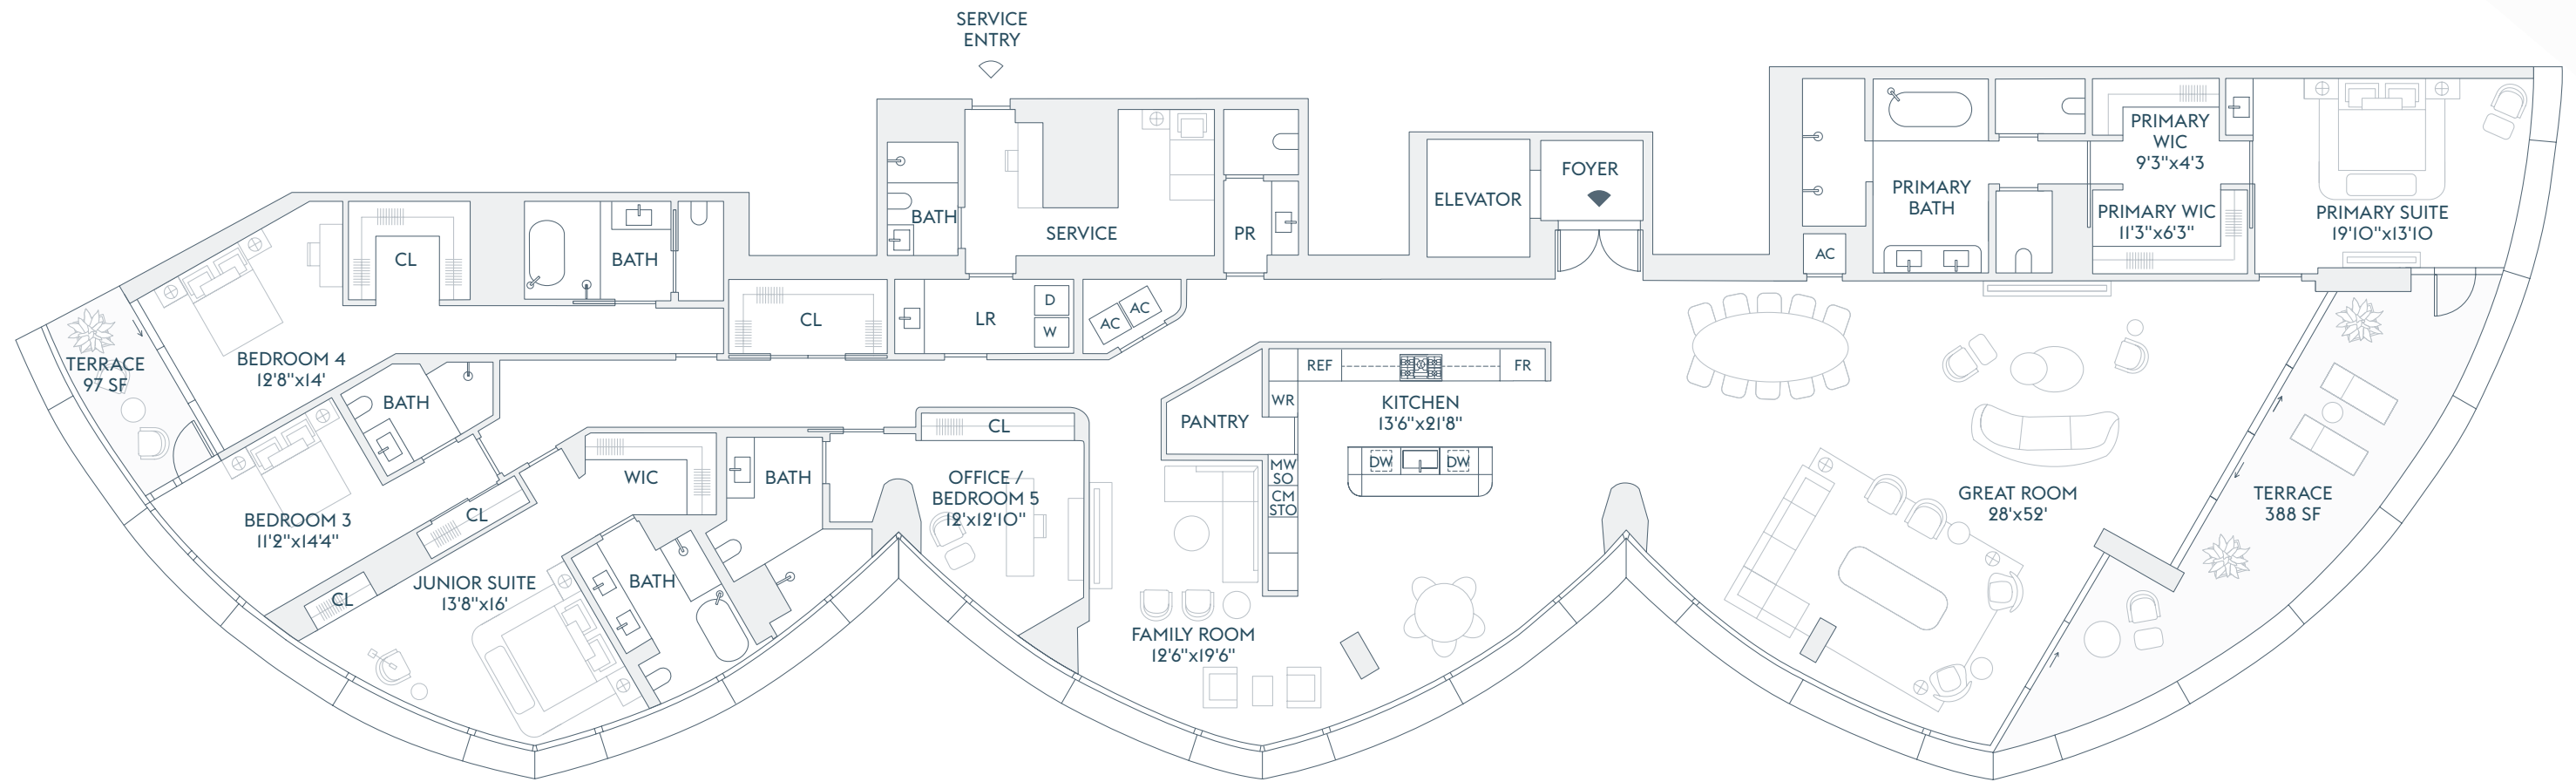 SERVICE
ENTRY
ELEVATOR
FOYER
BATH
SERVICE
PR
PRIMARY
BATH
AC
PRIMARY
WIC
9'3"x4'3
PRIMARY WIC
11'3"x6'3"
PRIMARY SUITE
19'10"x13'10
CL
BATH
CL
LR
D
W
AC
AC
TERRACE
97 SF
BEDROOM 4
12'8"x14'
BATH
PANTRY
REF
FR
WR
KITCHEN
13'6"x21'8"
DW
DW
MW
SO
CM
STO
CL
OFFICE /
BEDROOM 5
12'x12'10"
WIC
BATH
BEDROOM 3
11'2"x14'4"
CL
CL
JUNIOR SUITE
13'8"x16'
BATH
FAMILY ROOM
12'6"x19'6"
GREAT ROOM
28'x52'
TERRACE
388 SF